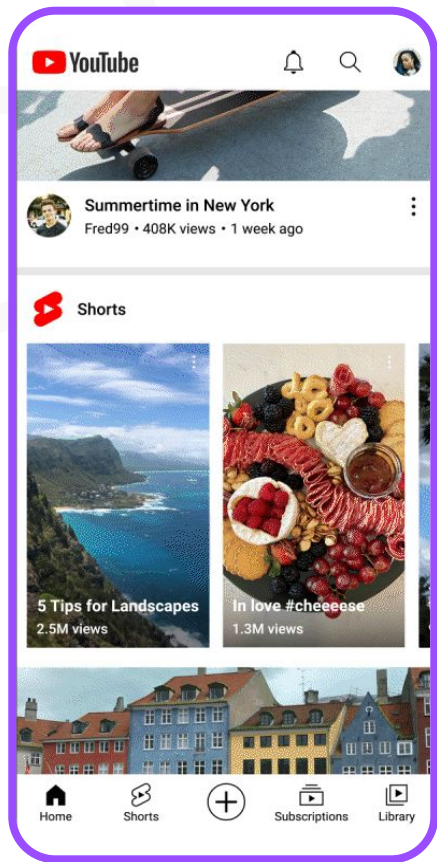 YouTube
Summertime in New York
Fred99 • 408K views • 1 week ago
Shorts
5 Tips for Landscapes
2.5M views
In love #cheeeese
1.3M views
Home
Shorts
Subscriptions
Library